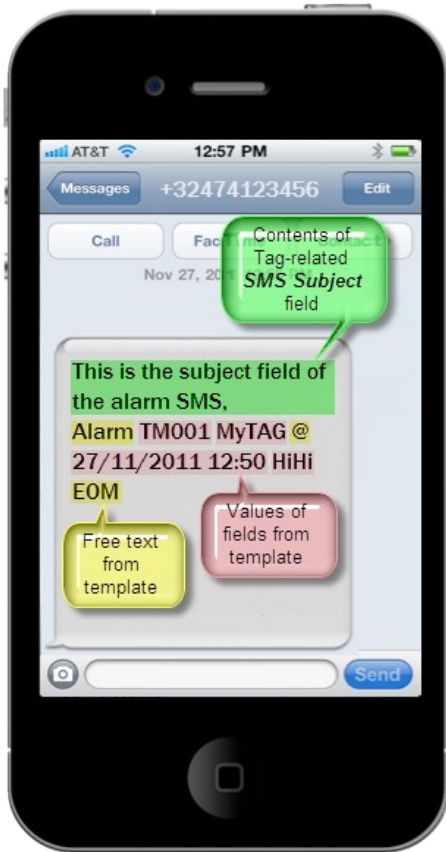 AT&T 12:57 PM
Messages +32474123456 Edit
Call
Contents of
Tag-related
SMS Subject
field
Nov 27,
This is the subject field of
the alarm SMS,
Alarm TM001 MyTAG @
27/11/2011 12:50 HiHi
EOM
Values of
fields from
template
Free text
from
template
Send